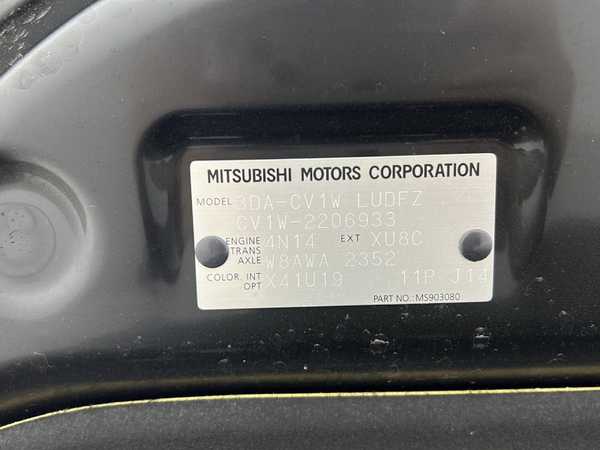 MITSUBISHI MOTORS CORPORATION
MODEL 3DA-CV1W LUDFZ
CV1W-2206933
ENGINE 4N14 EXT XU8C
TRANS
AXLE W8AWA 2352
COLOR, INT X41U19 11P J14
OPT
PART NO.: MS903080